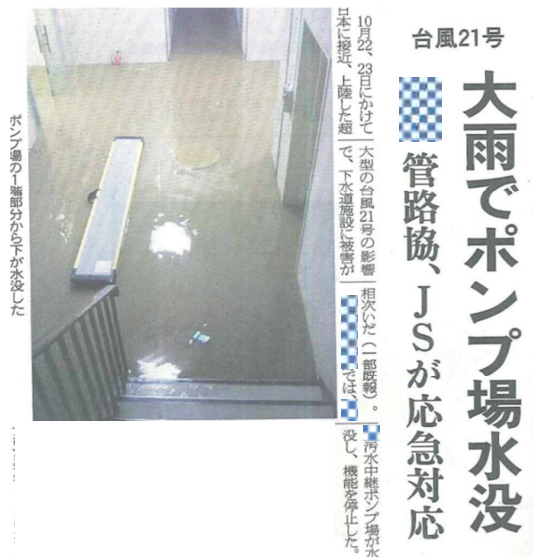 台風21号
大雨でポンプ場水没
管路協、JSが応急対応
10月22、23日にかけて
日本に接近、上陸した超
大型の台風21号の影響
で、下水道施設に被害が
相次いだ（一部既報）。
では、
汚水中継ポンプ場が水
没し、機能を停止した。
ポンプ場の1階部分から下が水没した